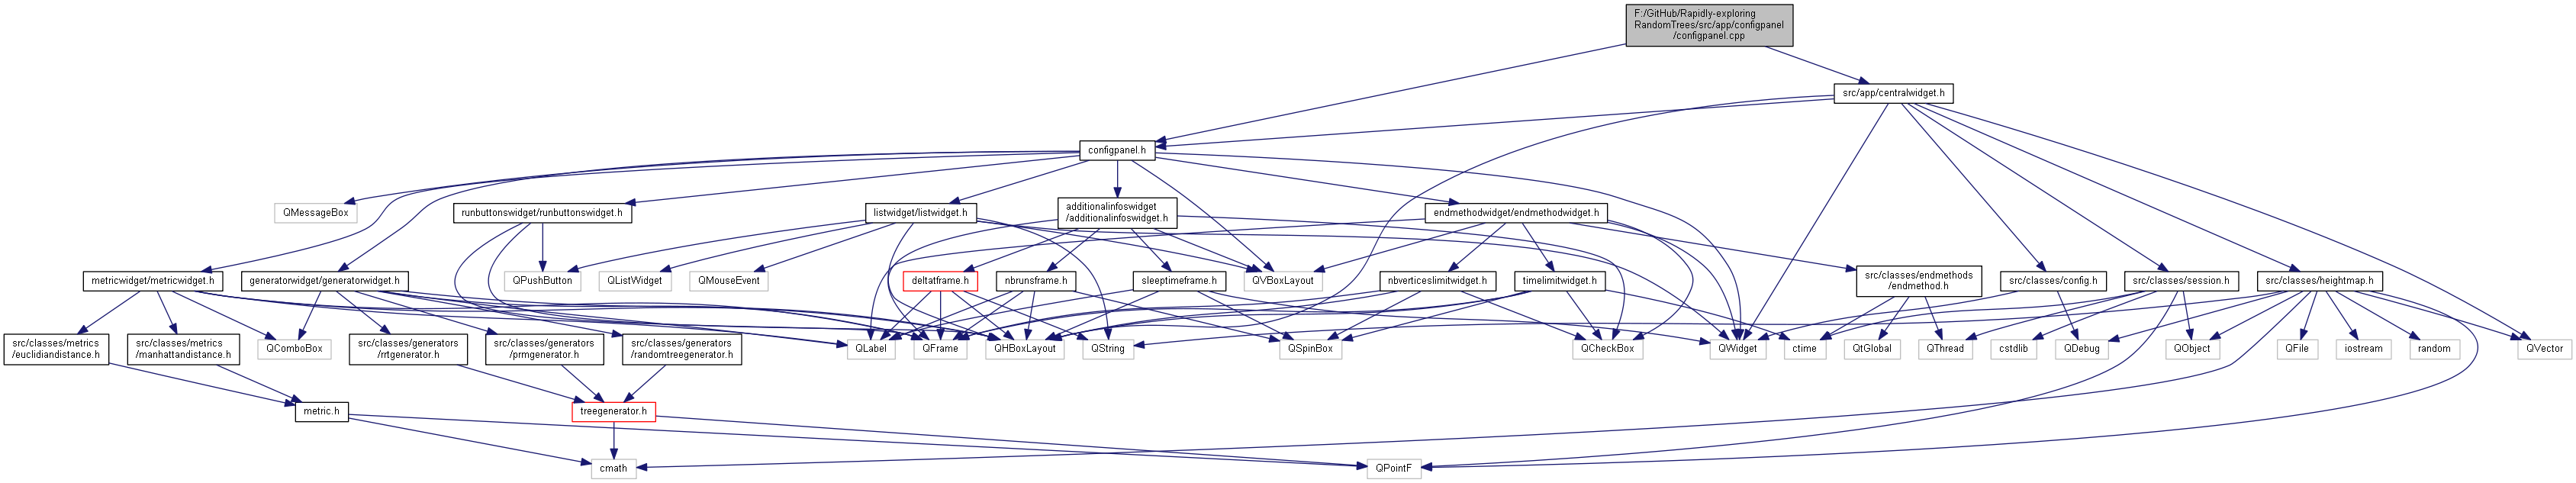 F:/GitHub/Rapidly-exploring
RandomTrees/src/app/configpanel
/configpanel.cpp
src/app/centralwidget.h
configpanel.h
QMessageBox
runbuttonswidget/runbuttonswidget.h
listwidget/listwidget.h
additionalinfoswidget
/additionalinfoswidget.h
endmethodwidget/endmethodwidget.h
metricwidget/metricwidget.h
generatorwidget/generatorwidget.h
QPushButton
QListWidget
QMouseEvent
deltatframe.h
nbrunsframe.h
sleeptimeframe.h
QVBoxLayout
nbverticeslimitwidget.h
timelimitwidget.h
src/classes/endmethods
/endmethod.h
src/classes/config.h
src/classes/session.h
src/classes/heightmap.h
src/classes/metrics
/euclidiandistance.h
src/classes/metrics
/manhattandistance.h
QComboBox
src/classes/generators
/rrtgenerator.h
src/classes/generators
/prmgenerator.h
src/classes/generators
/randomtreegenerator.h
QLabel
QFrame
QHBoxLayout
QString
QSpinBox
QCheckBox
QWidget
ctime
QtGlobal
QThread
cstdlib
QDebug
QObject
QFile
iostream
random
QVector
metric.h
treegenerator.h
cmath
QPointF